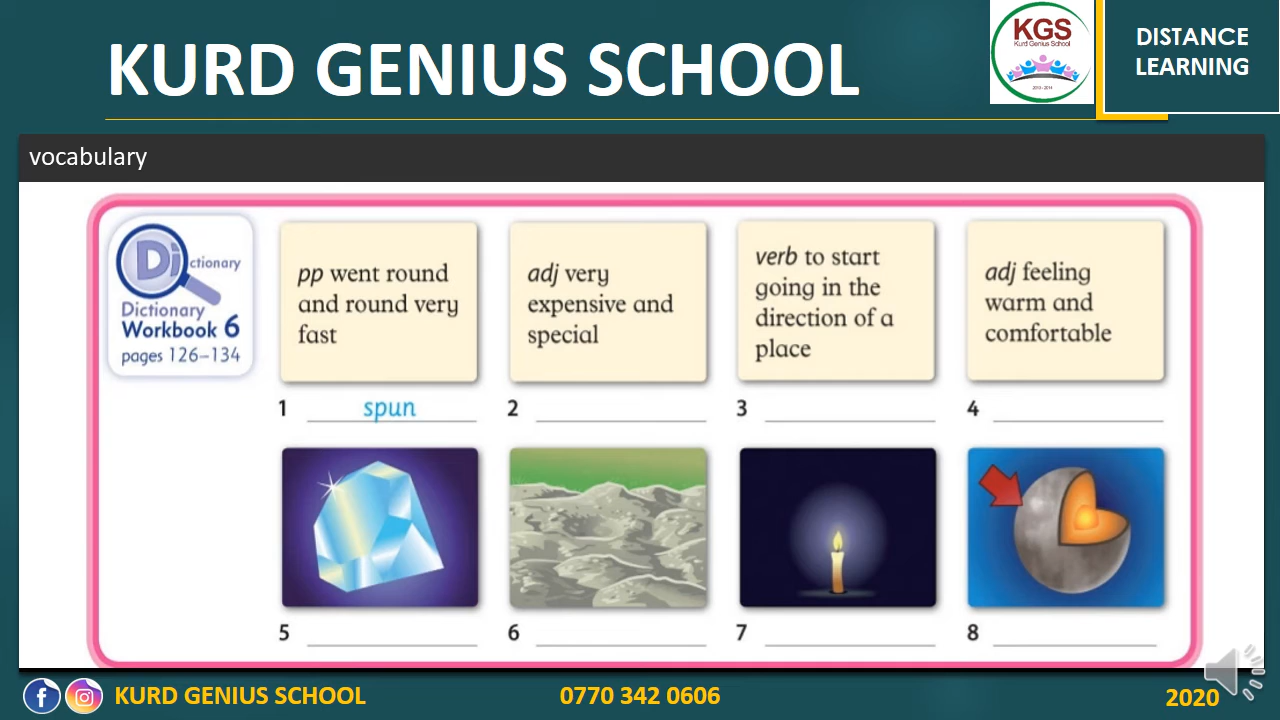 KURD GENIUS SCHOOL
KGS
Kurd Genius School
DISTANCE
LEARNING
vocabulary
Dictionary
Dictionary
Workbook 6
pages 126–134
pp went round
and round very
fast
adj very
expensive and
special
verb to start
going in the
direction of a
place
adj feeling
warm and
comfortable
1 spun
2
3
4
5
6
7
8
KURD GENIUS SCHOOL
0770 342 0606
2020